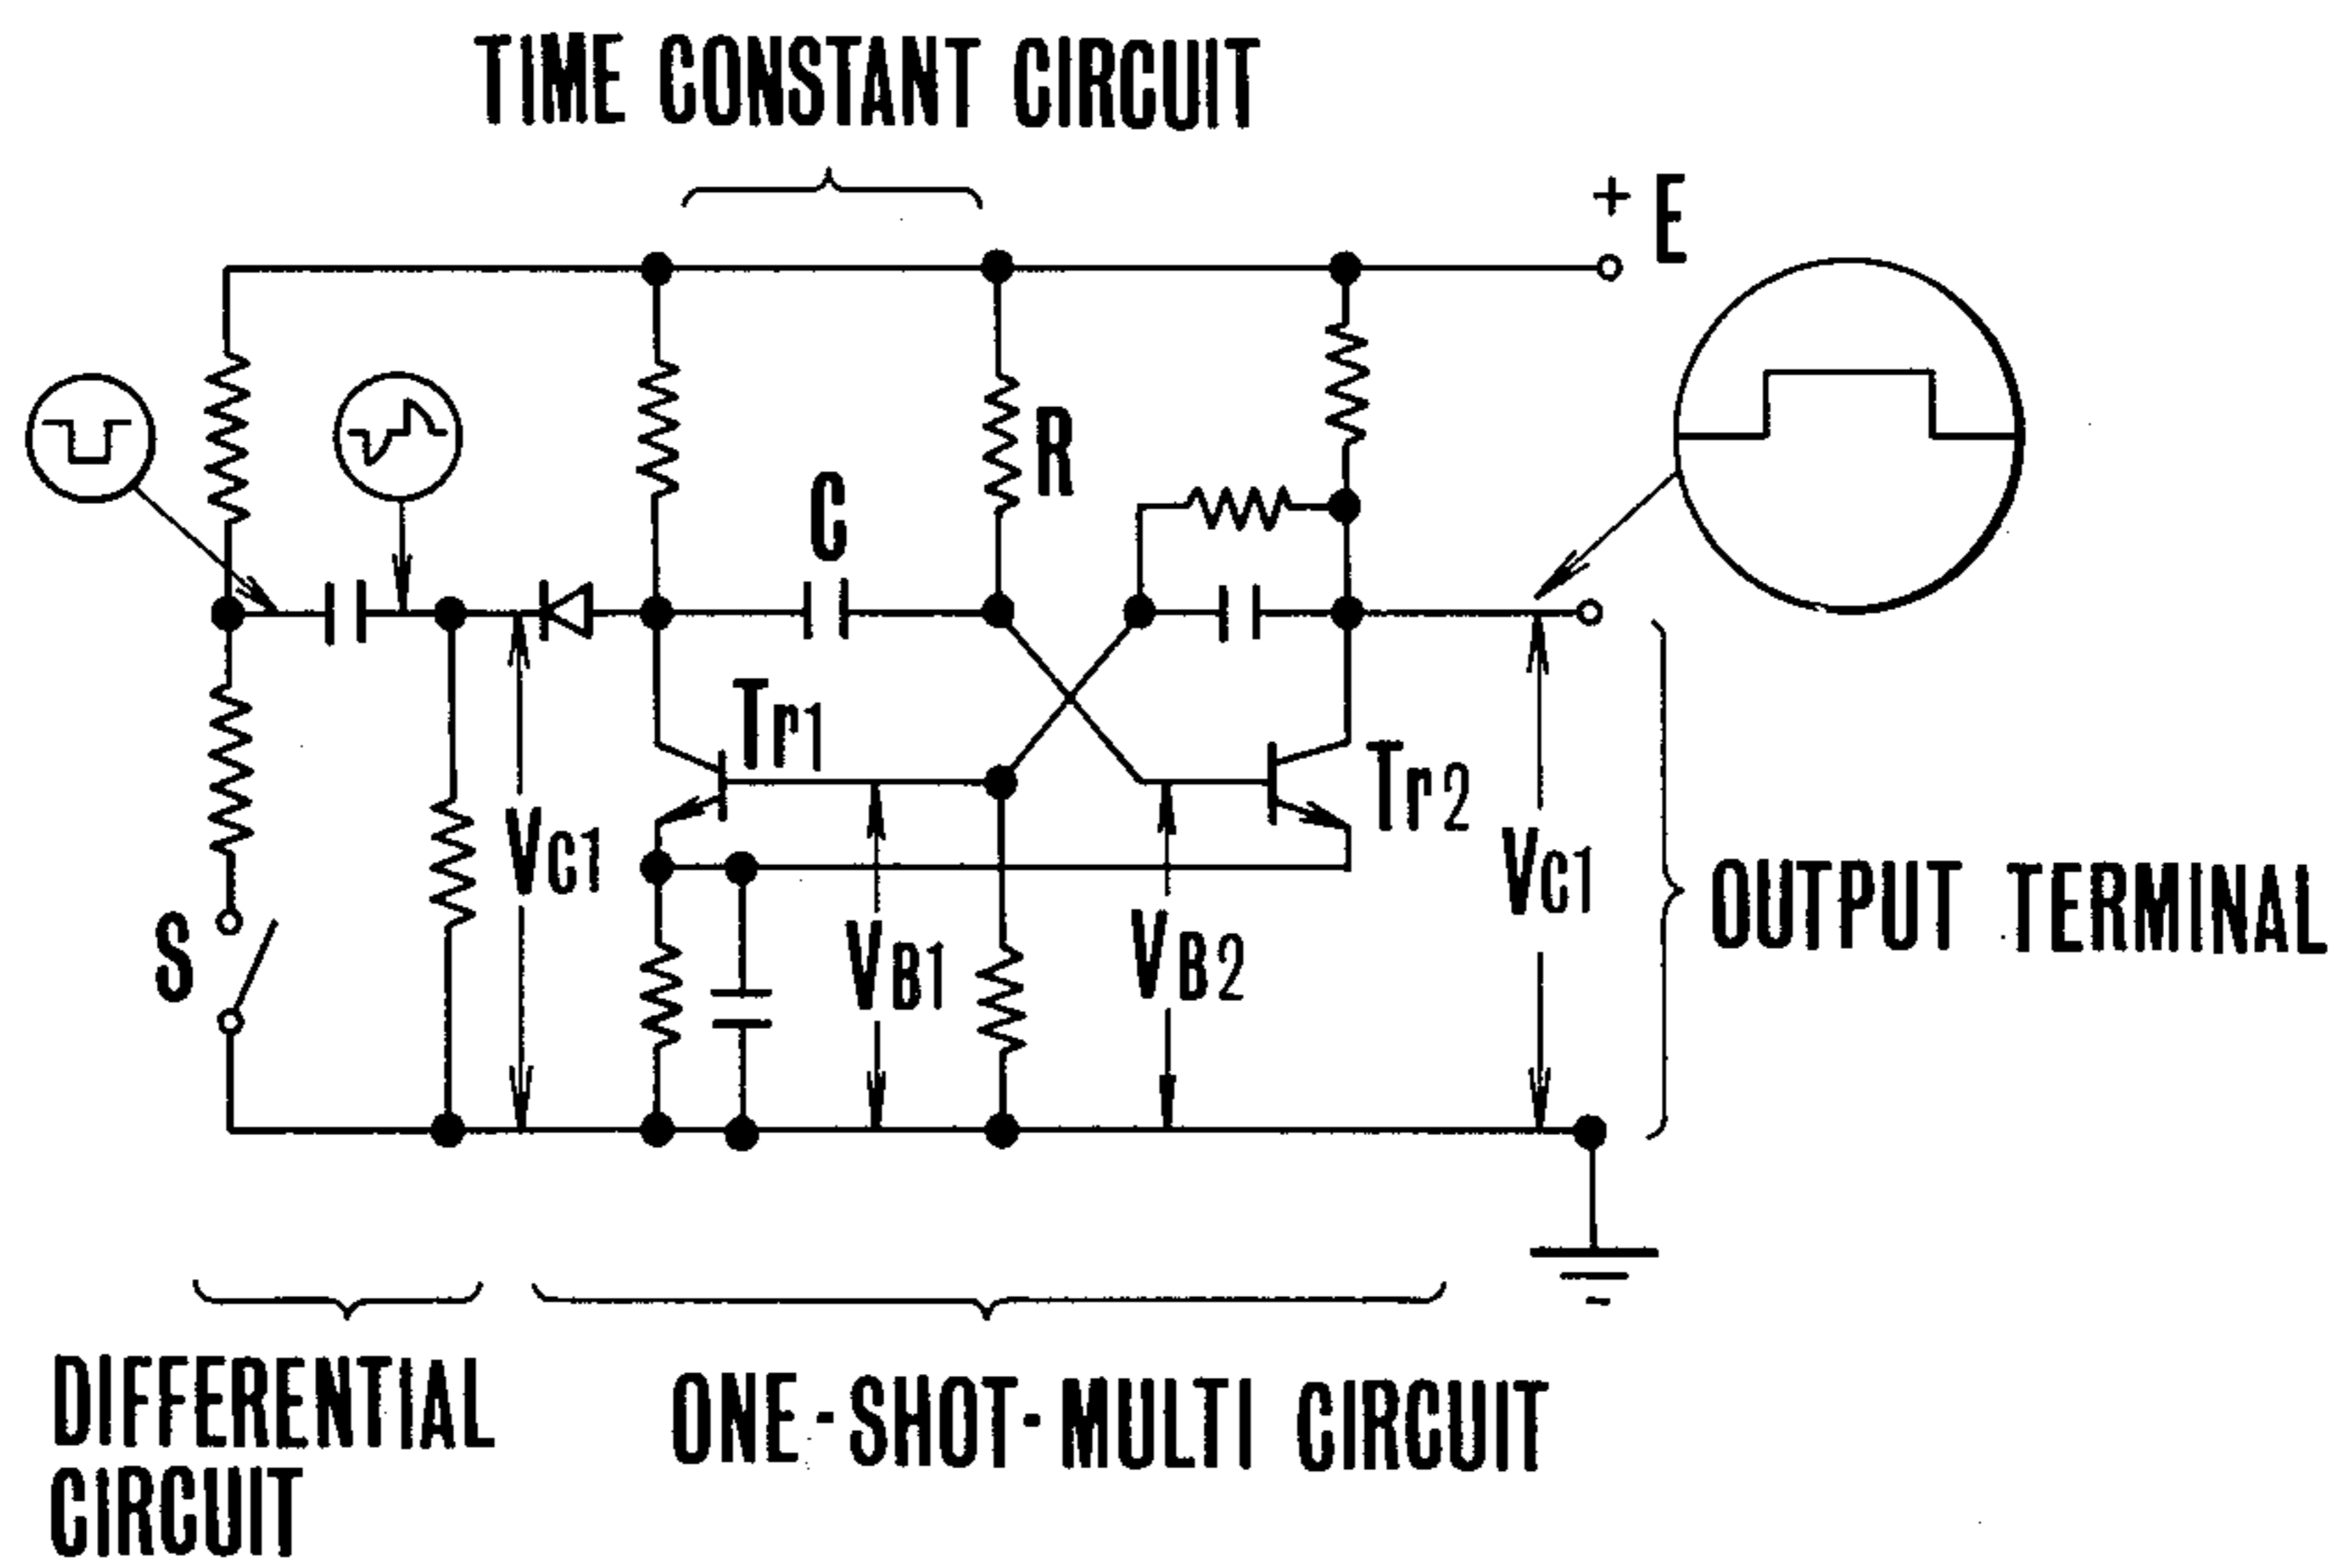 TIME CONSTANT CIRCUIT
+ E
R
C
Tr1
Tr2
VC1
VB1
VB2
VC1
S
OUTPUT TERMINAL
DIFFERENTIAL
CIRCUIT
ONE-SHOT-MULTI CIRCUIT